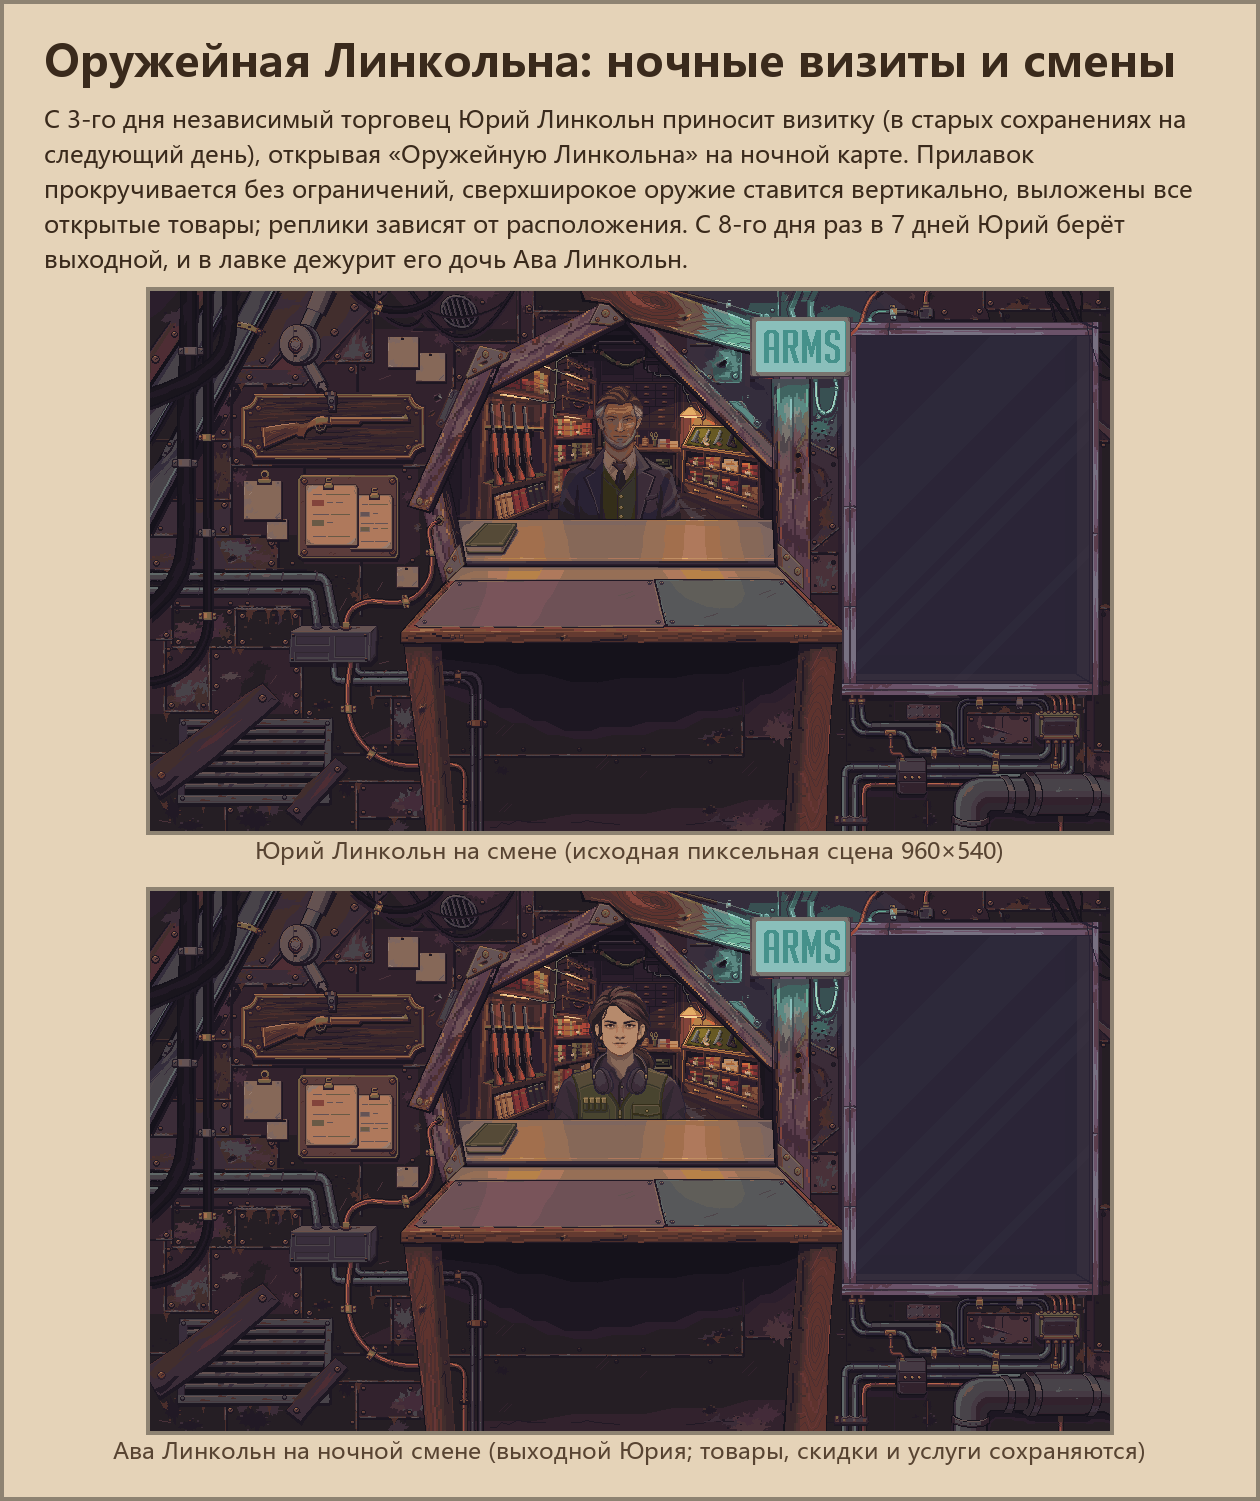 Оружейная Линкольна: ночные визиты и смены
С 3-го дня независимый торговец Юрий Линкольн приносит визитку (в старых сохранениях на
следующий день), открывая «Оружейную Линкольна» на ночной карте. Прилавок
прокручивается без ограничений, сверхширокое оружие ставится вертикально, выложены все
открытые товары; реплики зависят от расположения. С 8-го дня раз в 7 дней Юрий берёт
выходной, и в лавке дежурит его дочь Ава Линкольн.
ARMS
Юрий Линкольн на смене (исходная пиксельная сцена 960×540)
ARMS
Ава Линкольн на ночной смене (выходной Юрия; товары, скидки и услуги сохраняются)